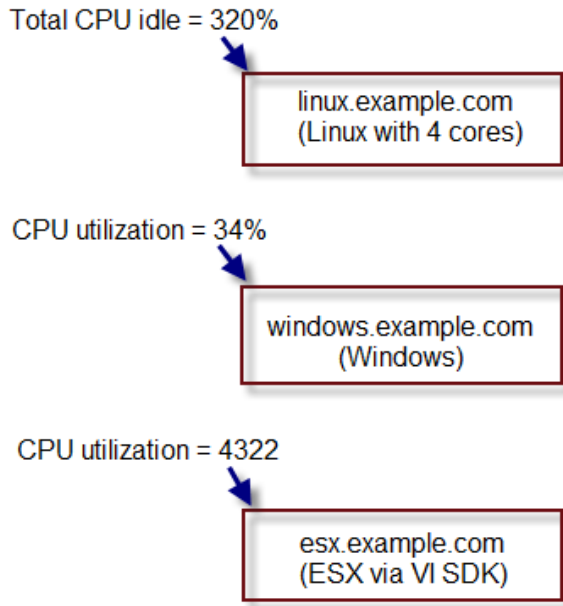 Total CPU idle = 320%
linux.example.com
(Linux with 4 cores)
CPU utilization = 34%
windows.example.com
(Windows)
CPU utilization = 4322
esx.example.com
(ESX via VI SDK)